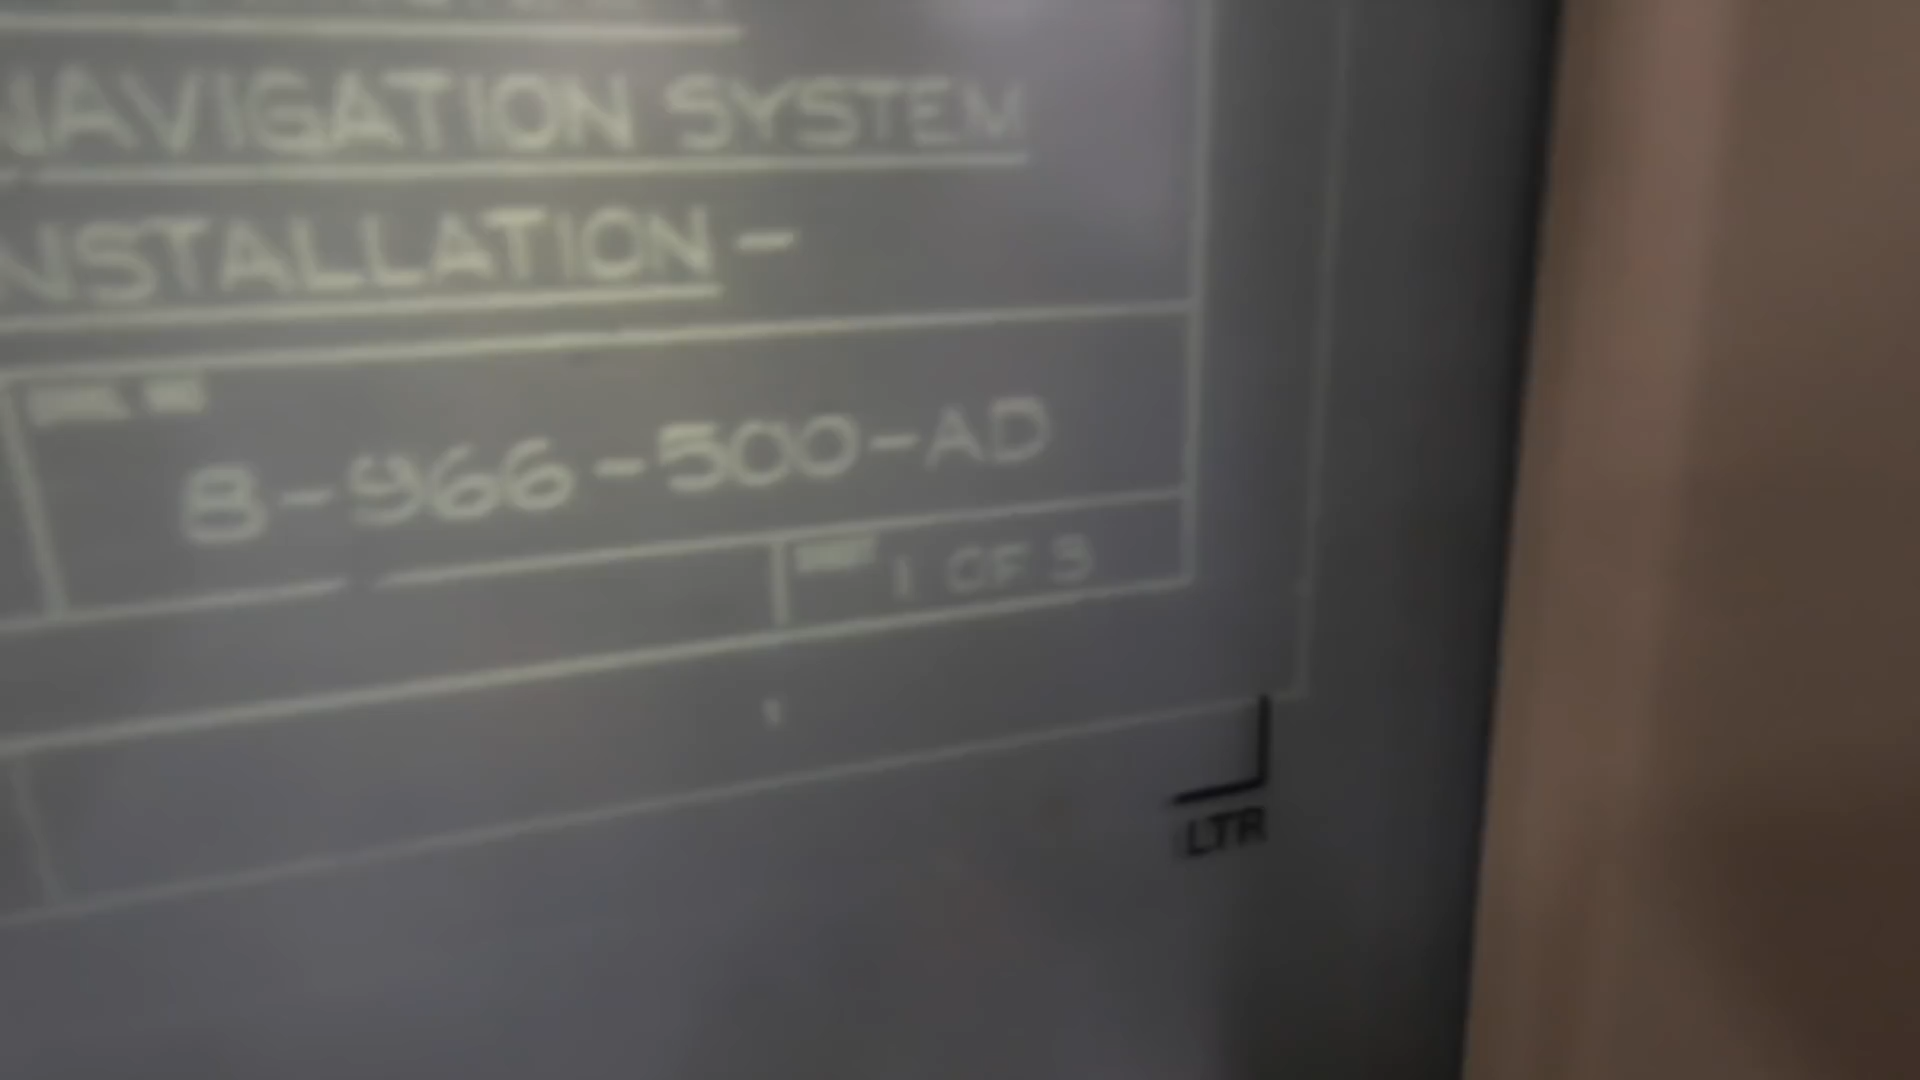 NAVIGATION SYSTEM
INSTALLATION -
8-966-500-AD
1 OF 3
LTR